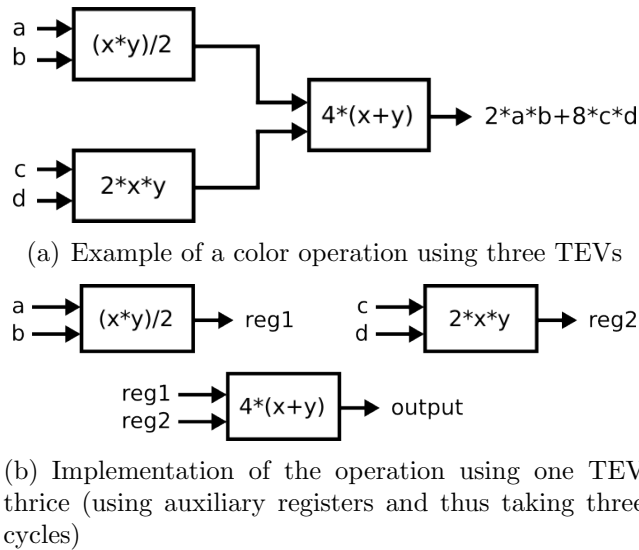 a
b
(x*y)/2
4*(x+y)
2*a*b+8*c*d
c
d
2*x*y
(a) Example of a color operation using three TEVs
a
b
(x*y)/2
reg1
c
d
2*x*y
reg2
reg1
reg2
4*(x+y)
output
(b) Implementation of the operation using one TEV
thrice (using auxiliary registers and thus taking three
cycles)